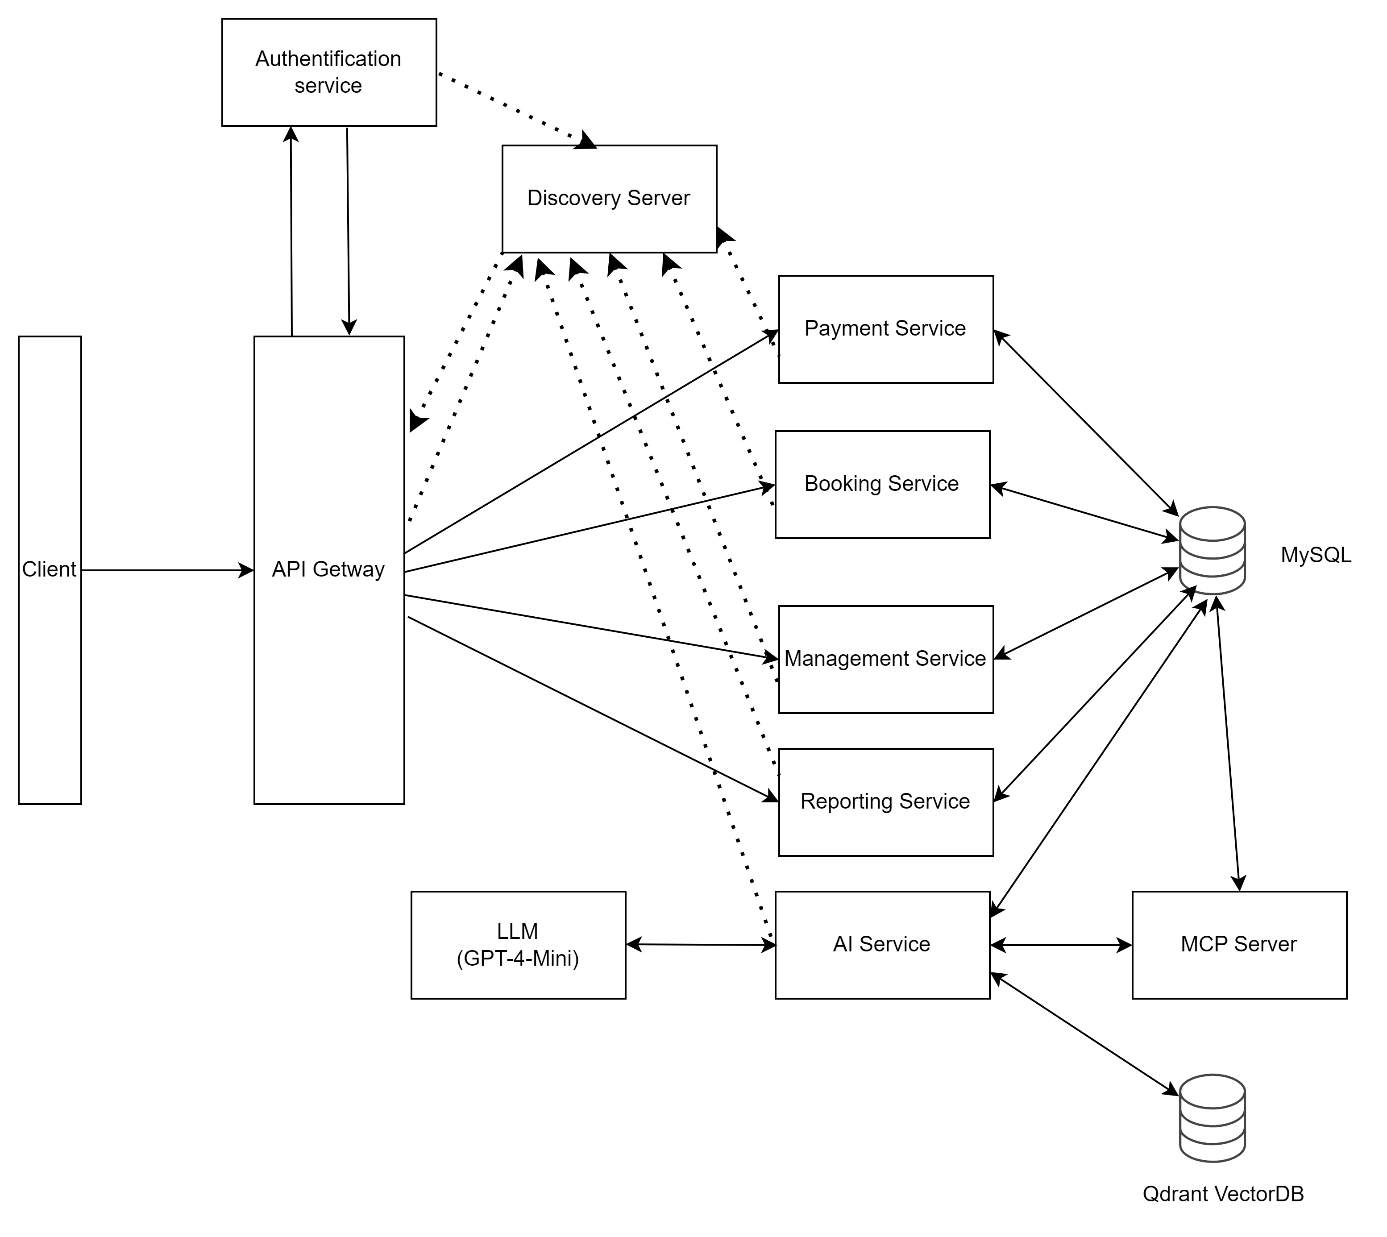 Authentification
service
Discovery Server
Payment Service
Booking Service
MySQL
Client
API Getway
Management Service
Reporting Service
LLM
(GPT-4-Mini)
AI Service
MCP Server
Qdrant VectorDB